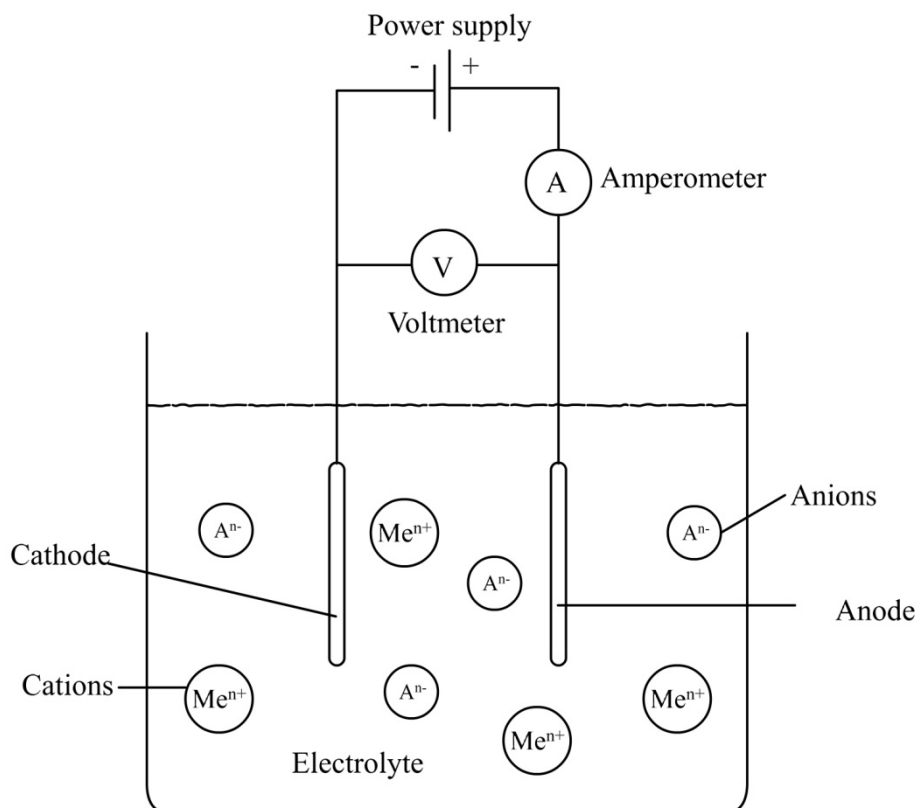 Power supply
- +
A
Amperometer
V
Voltmeter
Anions
Aⁿ⁻
Meⁿ⁺
Aⁿ⁻
Cathode
Aⁿ⁻
Anode
Cations
Meⁿ⁺
Aⁿ⁻
Meⁿ⁺
Meⁿ⁺
Electrolyte